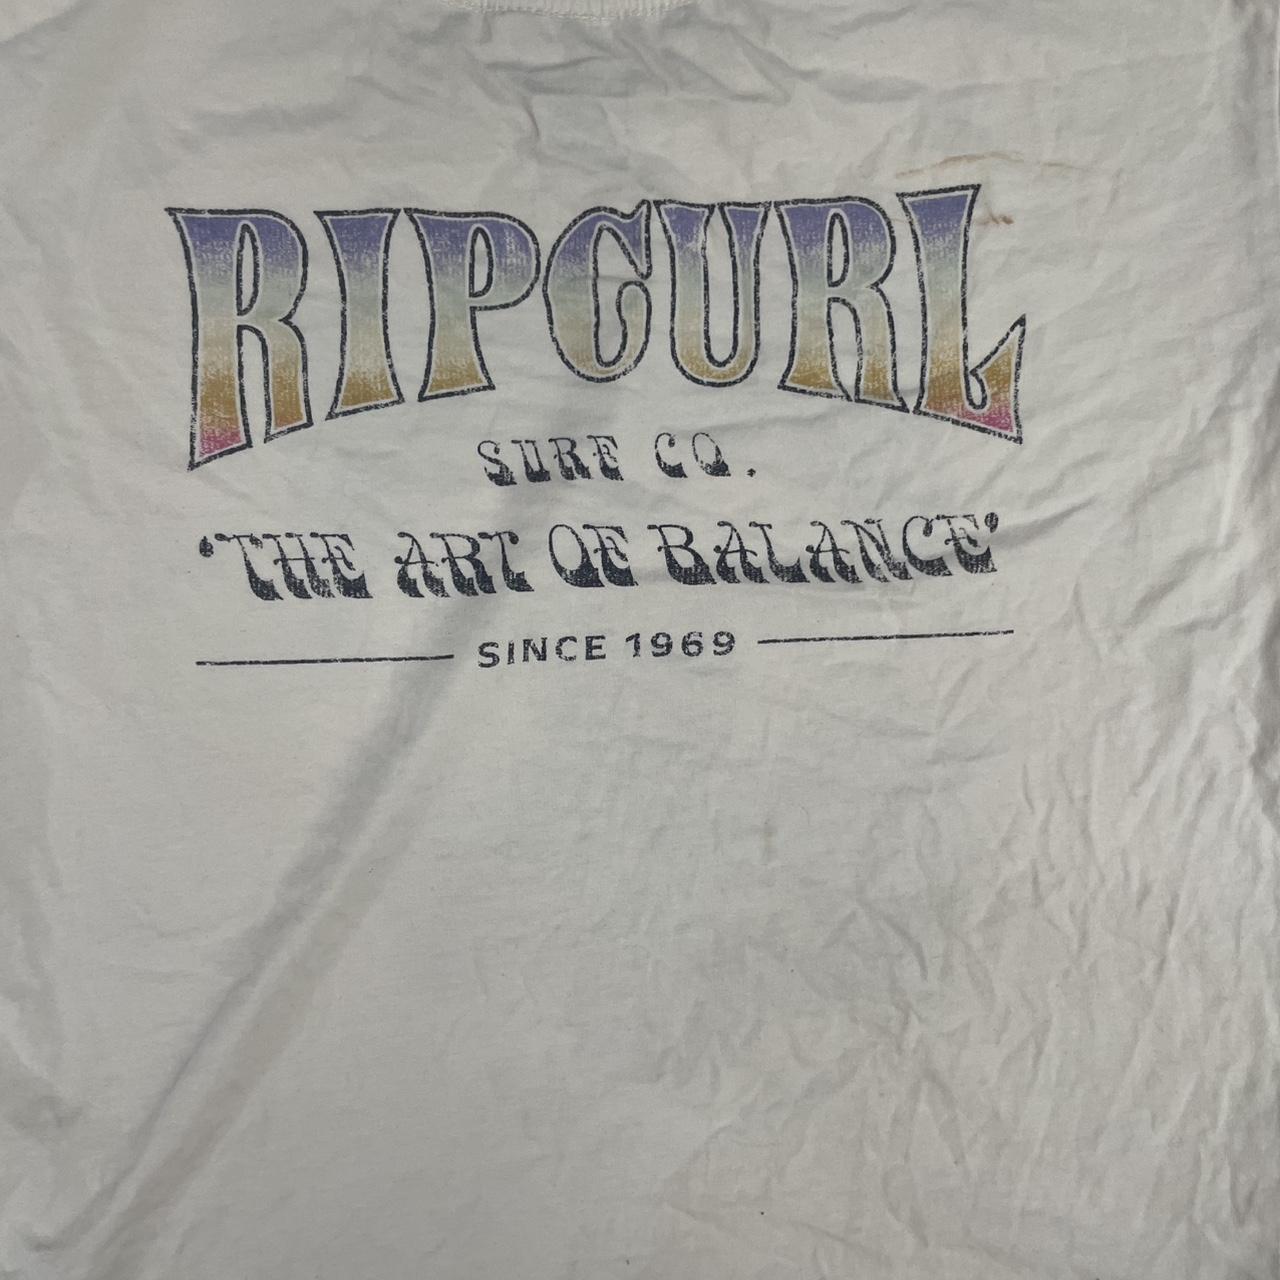 RIPCURL
SURF CO.
'THE ART OF BALANCE'
SINCE 1969